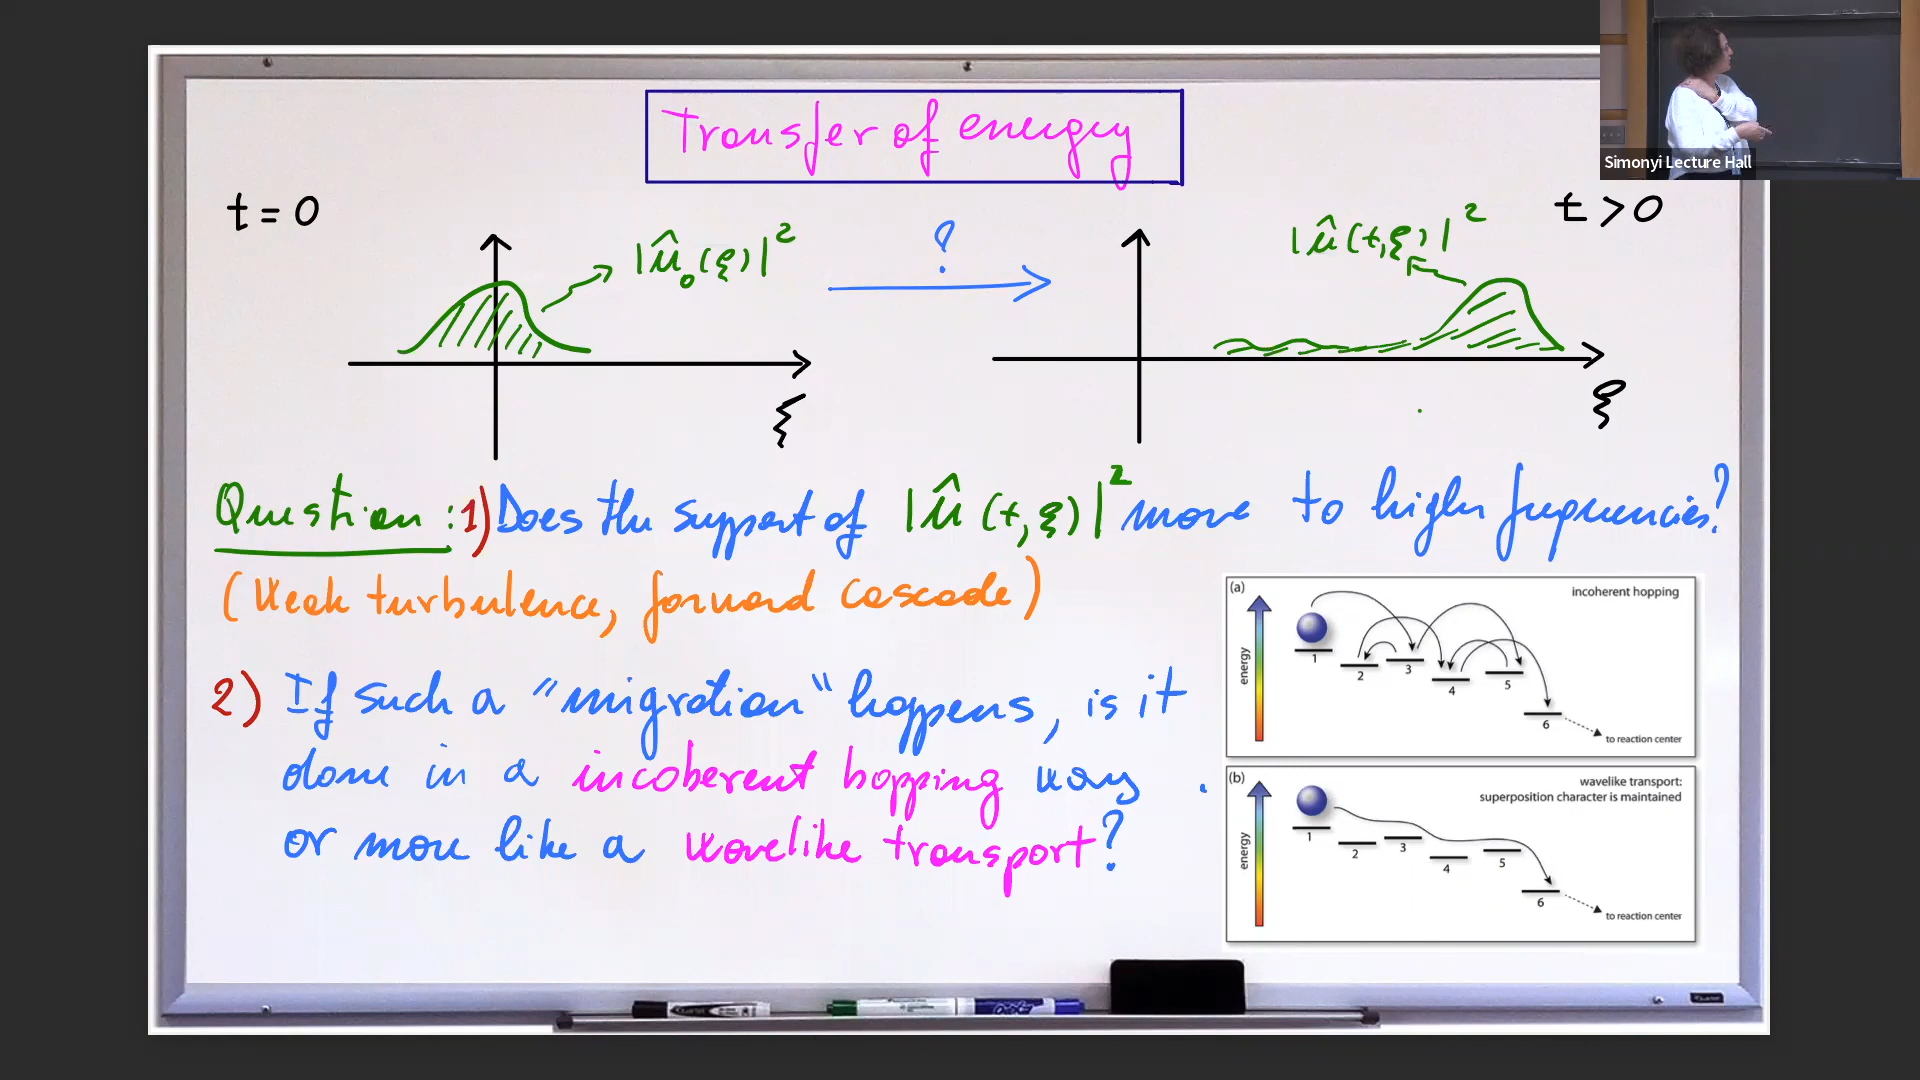 Transfer of energy
t = 0
|û₀(ξ)|²
?
|û(t,ξ)|²
t > 0
ξ
ξ
Question: 1) Does the support of |û(t,ξ)|² move to higher frequencies?
(Weak turbulence, forward cascade)
2) If such a "migration" happens, is it
done in a incoherent hopping way
or more like a wavelike transport?
(a)
incoherent hopping
energy
1
2
3
4
5
6
to reaction center
(b)
wavelike transport:
superposition character is maintained
energy
1
2
3
4
5
6
to reaction center
Simonyi Lecture Hall